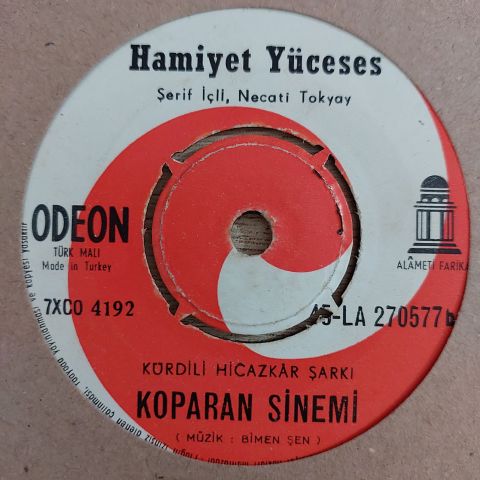 Hamiyet Yüceses
Şerif İçli, Necati Tokyay
ODEON
TÜRK MALI
Made in Turkey
ALÂMETİ FARİKA
7XCO 4192
45-LA 270577 b
KÜRDİLİ HİCAZKÂR ŞARKI
KOPARAN SİNEMİ
( MÜZİK : BİMEN ŞEN )